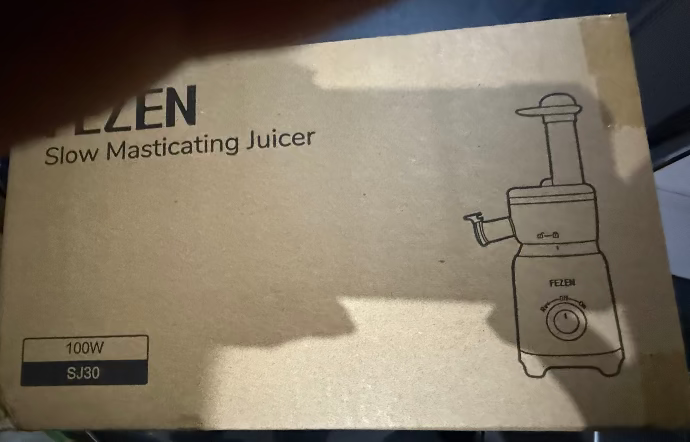 FEZEN
Slow Masticating Juicer
FEZEN
100W
SJ30